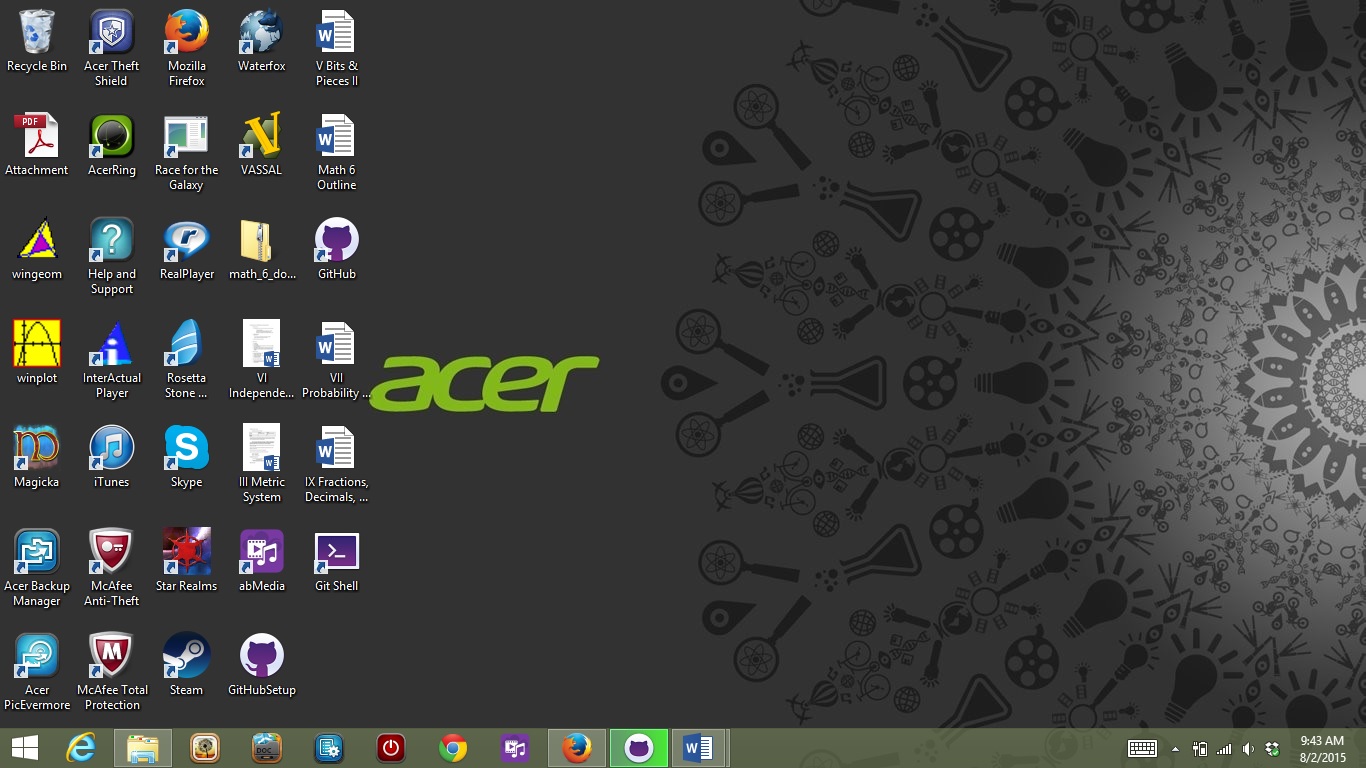 Recycle Bin
Acer Theft
Shield
Mozilla
Firefox
Waterfox
V Bits &
Pieces II
PDF
Attachment
AcerRing
Race for the
Galaxy
VASSAL
Math 6
Outline
wingeom
Help and
Support
RealPlayer
math_6_do...
GitHub
winplot
InterActual
Player
Rosetta
Stone ...
VI
Independe...
VII
Probability ...
acer
Magicka
iTunes
Skype
III Metric
System
IX Fractions,
Decimals, ...
Acer Backup
Manager
McAfee
Anti-Theft
Star Realms
abMedia
Git Shell
Acer
PicEvermore
McAfee Total
Protection
Steam
GitHubSetup
DOC
9:43 AM
8/2/2015